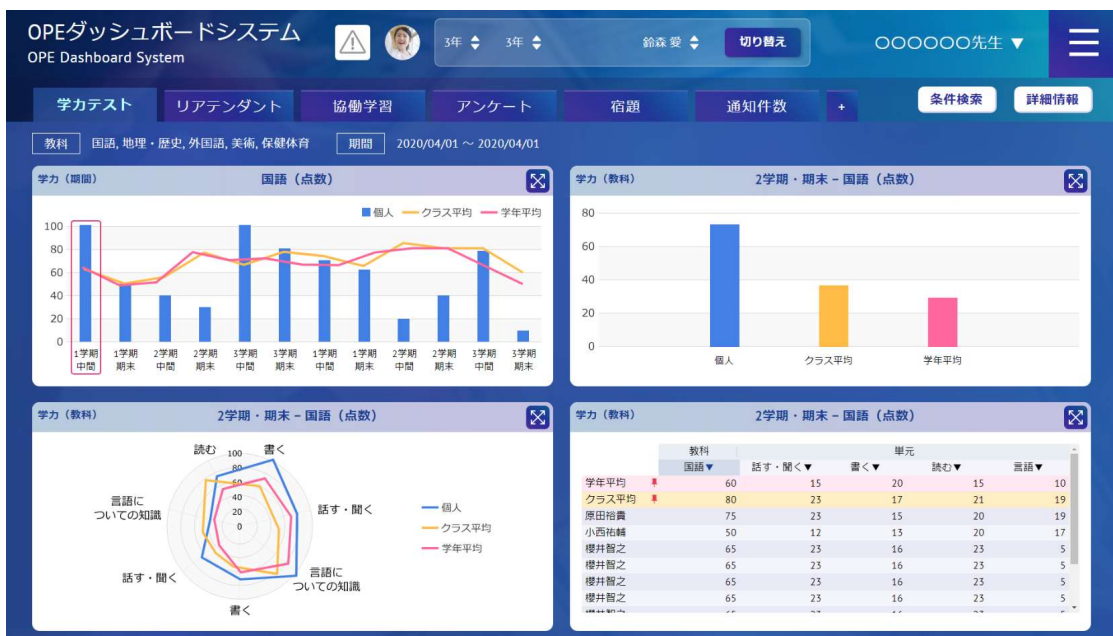 OPEダッシュボードシステム
OPE Dashboard System
3年 3年 鈴森 愛 切り替え
OOOOOO先生 ▼
学力テスト リアテンダント 協働学習 アンケート 宿題 通知件数 +
条件検索 詳細情報
教科 国語, 地理・歴史, 外国語, 美術, 保健体育 期間 2020/04/01 ～ 2020/04/01
学力（期間） 国語（点数）
個人 クラス平均 学年平均
100
80
60
40
20
0
1学期 1学期 2学期 2学期 3学期 3学期 1学期 1学期 2学期 2学期 3学期 3学期
中間 期末 中間 期末 中間 期末 中間 期末 中間 期末 中間 期末
学力（教科） 2学期・期末 – 国語（点数）
80
60
40
20
0
個人 クラス平均 学年平均
学力（教科） 2学期・期末 – 国語（点数）
読む 書く
100
80
40
20
0
言語に
ついての知識
話す・聞く
話す・聞く
言語に
ついての知識
書く
個人
クラス平均
学年平均
学力（教科） 2学期・期末 – 国語（点数）
教科 単元
国語▼ 話す・聞く▼ 書く▼ 読む▼ 言語▼
学年平均 60 15 20 15 10
クラス平均 80 23 17 21 19
原田裕貴 75 23 15 20 19
小西祐輔 50 12 13 20 17
櫻井智之 65 23 16 23 5
櫻井智之 65 23 16 23 5
櫻井智之 65 23 16 23 5
櫻井智之 65 23 16 23 5